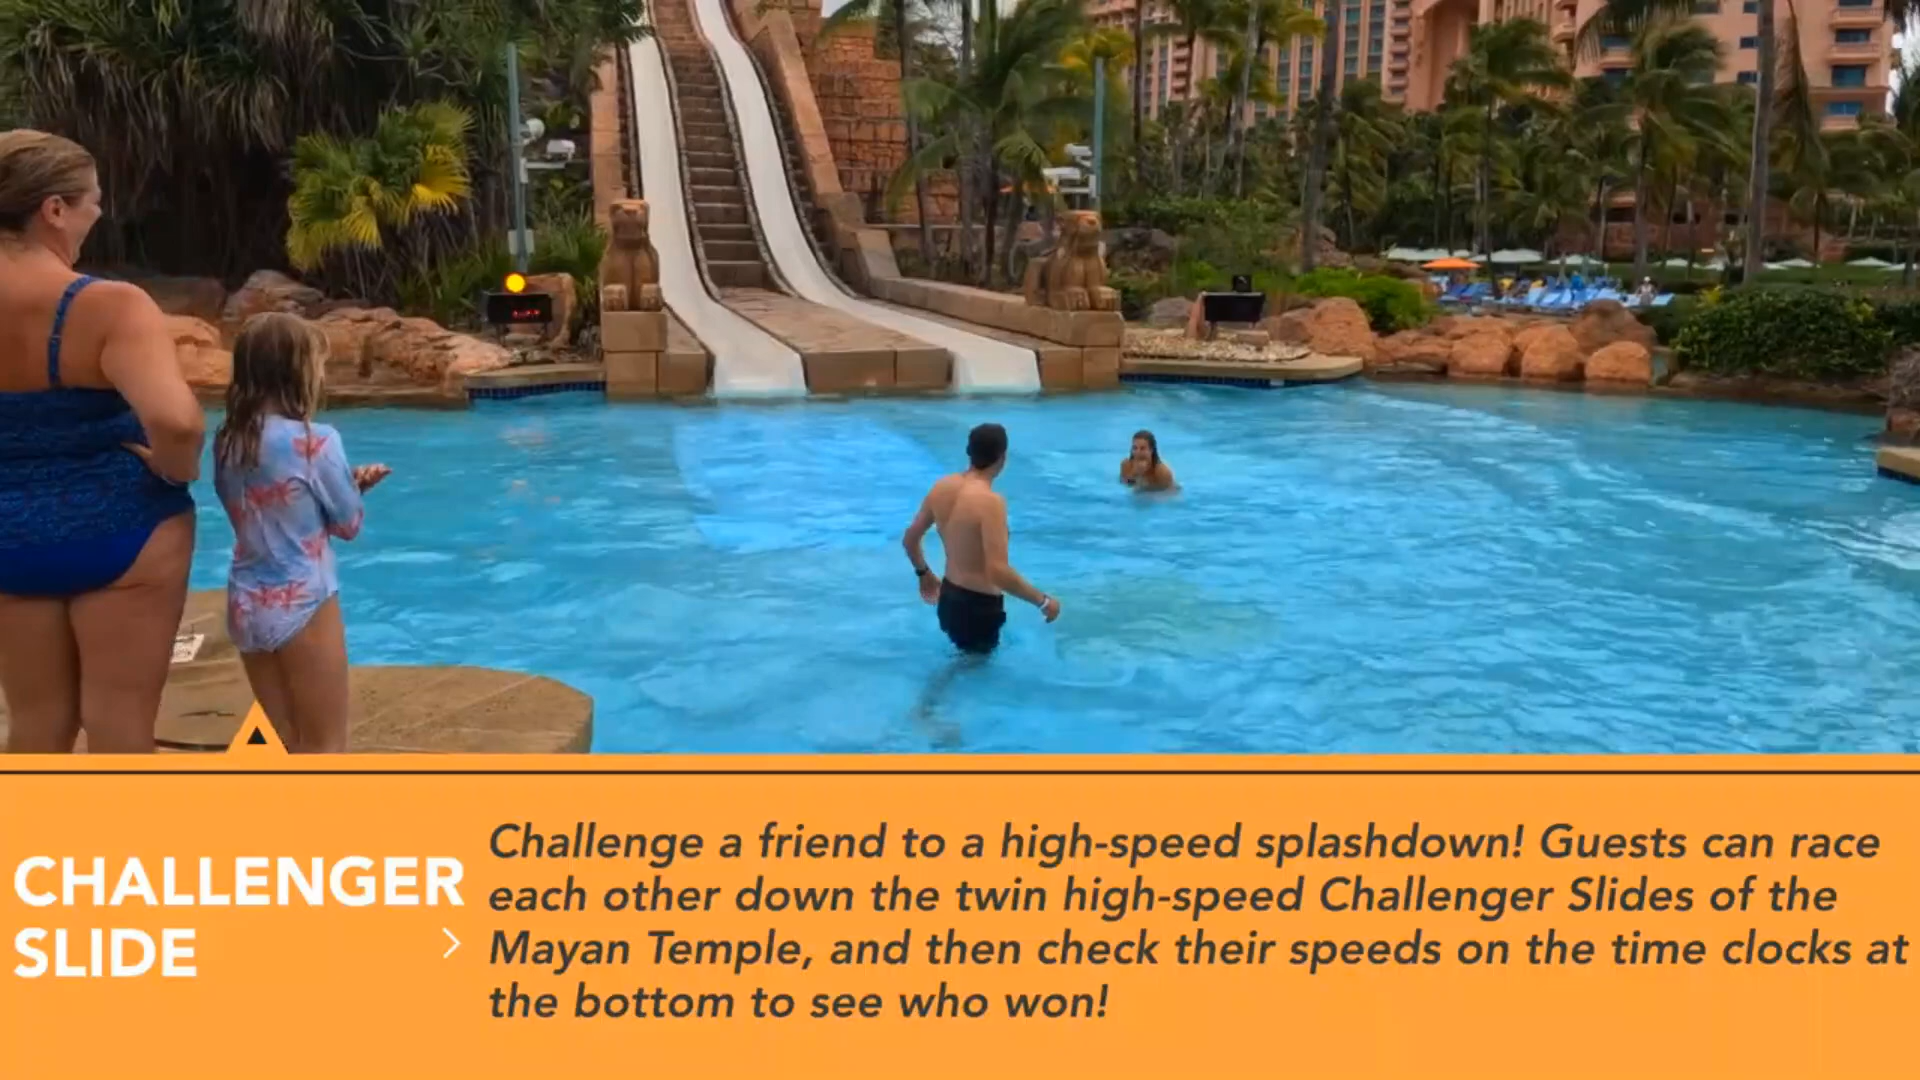 CHALLENGER
SLIDE
Challenge a friend to a high-speed splashdown! Guests can race
each other down the twin high-speed Challenger Slides of the
Mayan Temple, and then check their speeds on the time clocks at
the bottom to see who won!